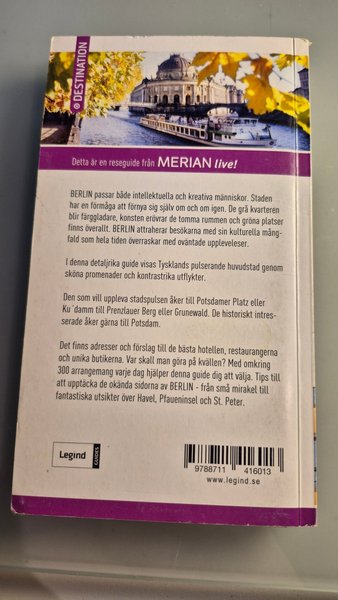 DESTINATION
Detta är en reseguide från MERIAN live!
BERLIN passar både intellektuella och kreativa människor. Staden
har en förmåga att förnya sig själv om och om igen. De grå kvarteren
blir färggladare, konsten erövrar de tomma rummen och gröna platser
finns överallt. BERLIN attraherar besökarna med sin kulturella mång-
fald som hela tiden överraskar med oväntade upplevelser.
I denna detaljrika guide visas Tysklands pulserande huvudstad genom
sköna promenader och kontrastrika utflykter.
Den som vill uppleva stadspulsen åker till Potsdamer Platz eller
Ku´damm till Prenzlauer Berg eller Grunewald. De historiskt intres-
serade åker gärna till Potsdam.
Det finns adresser och förslag till de bästa hotellen, restaurangerna
och unika butikerna. Var skall man göra på kvällen? Med omkring
300 arrangemang varje dag hjälper denna guide dig att välja. Tips till
att upptäcka de okända sidorna av BERLIN - från små mirakel till
fantastiska utsikter över Havel, Pfaueninsel och St. Peter.
Legind
GUIDES
9788711 416013
www.legind.se